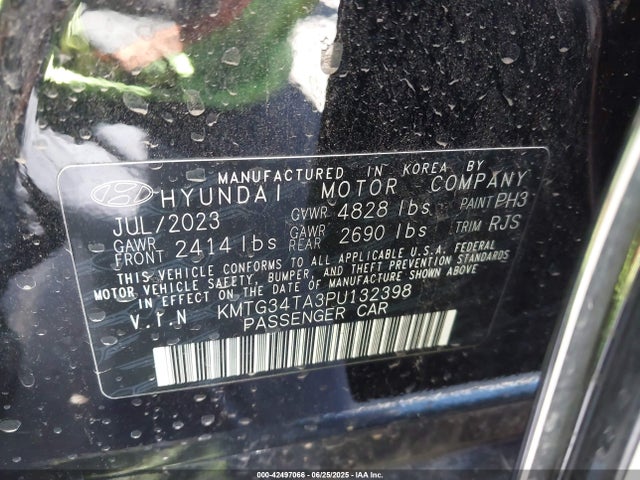 MANUFACTURED IN KOREA BY
HYUNDAI MOTOR COMPANY
JUL/2023 GVWR 4828 lbs PAINT PH3
GAWR FRONT 2414 lbs GAWR REAR 2690 lbs TRIM RJS
THIS VEHICLE CONFORMS TO ALL APPLICABLE U.S.A. FEDERAL
MOTOR VEHICLE SAFETY, BUMPER, AND THEFT PREVENTION STANDARDS
IN EFFECT ON THE DATE OF MANUFACTURE SHOWN ABOVE.
V.I.N KMTG34TA3PU132398
PASSENGER CAR
000-42497066 - 06/25/2025 - IAA Inc.